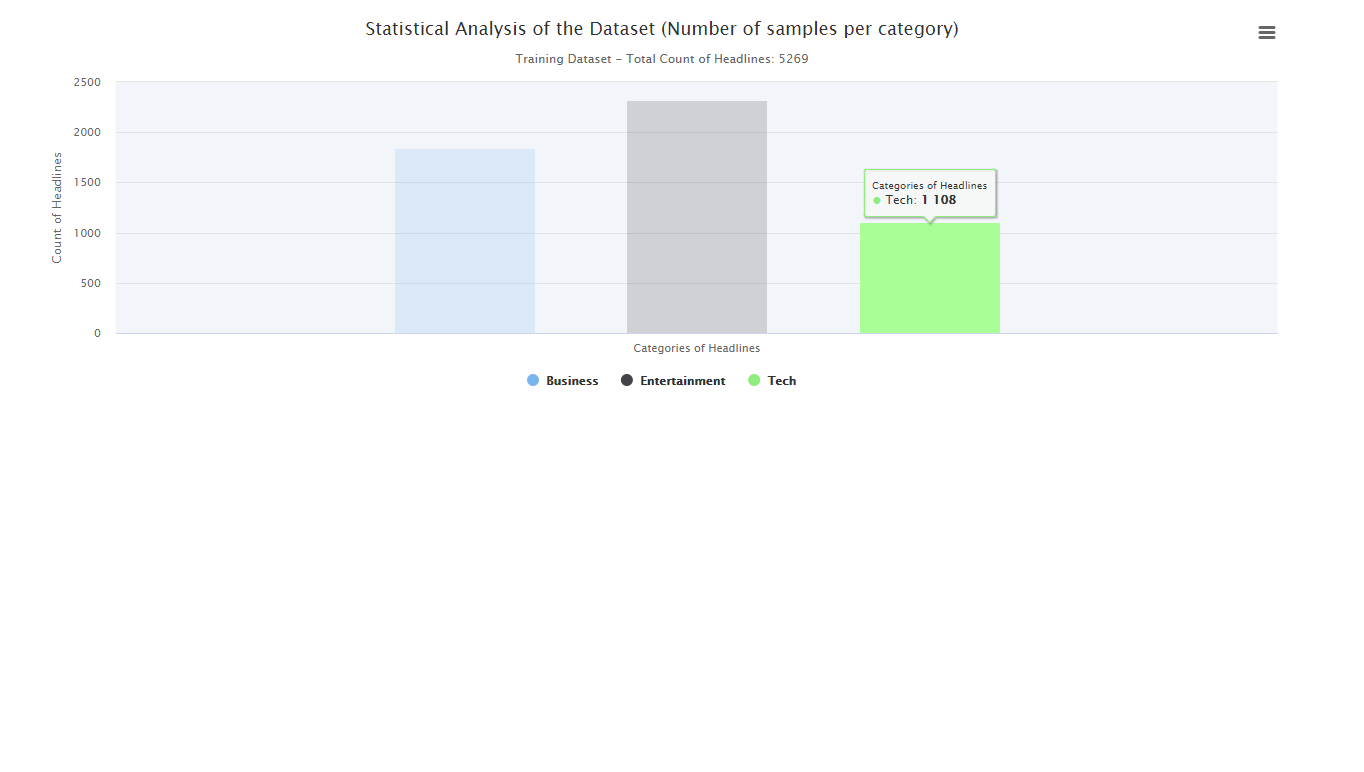 Statistical Analysis of the Dataset (Number of samples per category)
Training Dataset - Total Count of Headlines: 5269
2500
2000
1500
1000
500
0
Count of Headlines
Categories of Headlines
Tech: 1 108
Categories of Headlines
Business
Entertainment
Tech